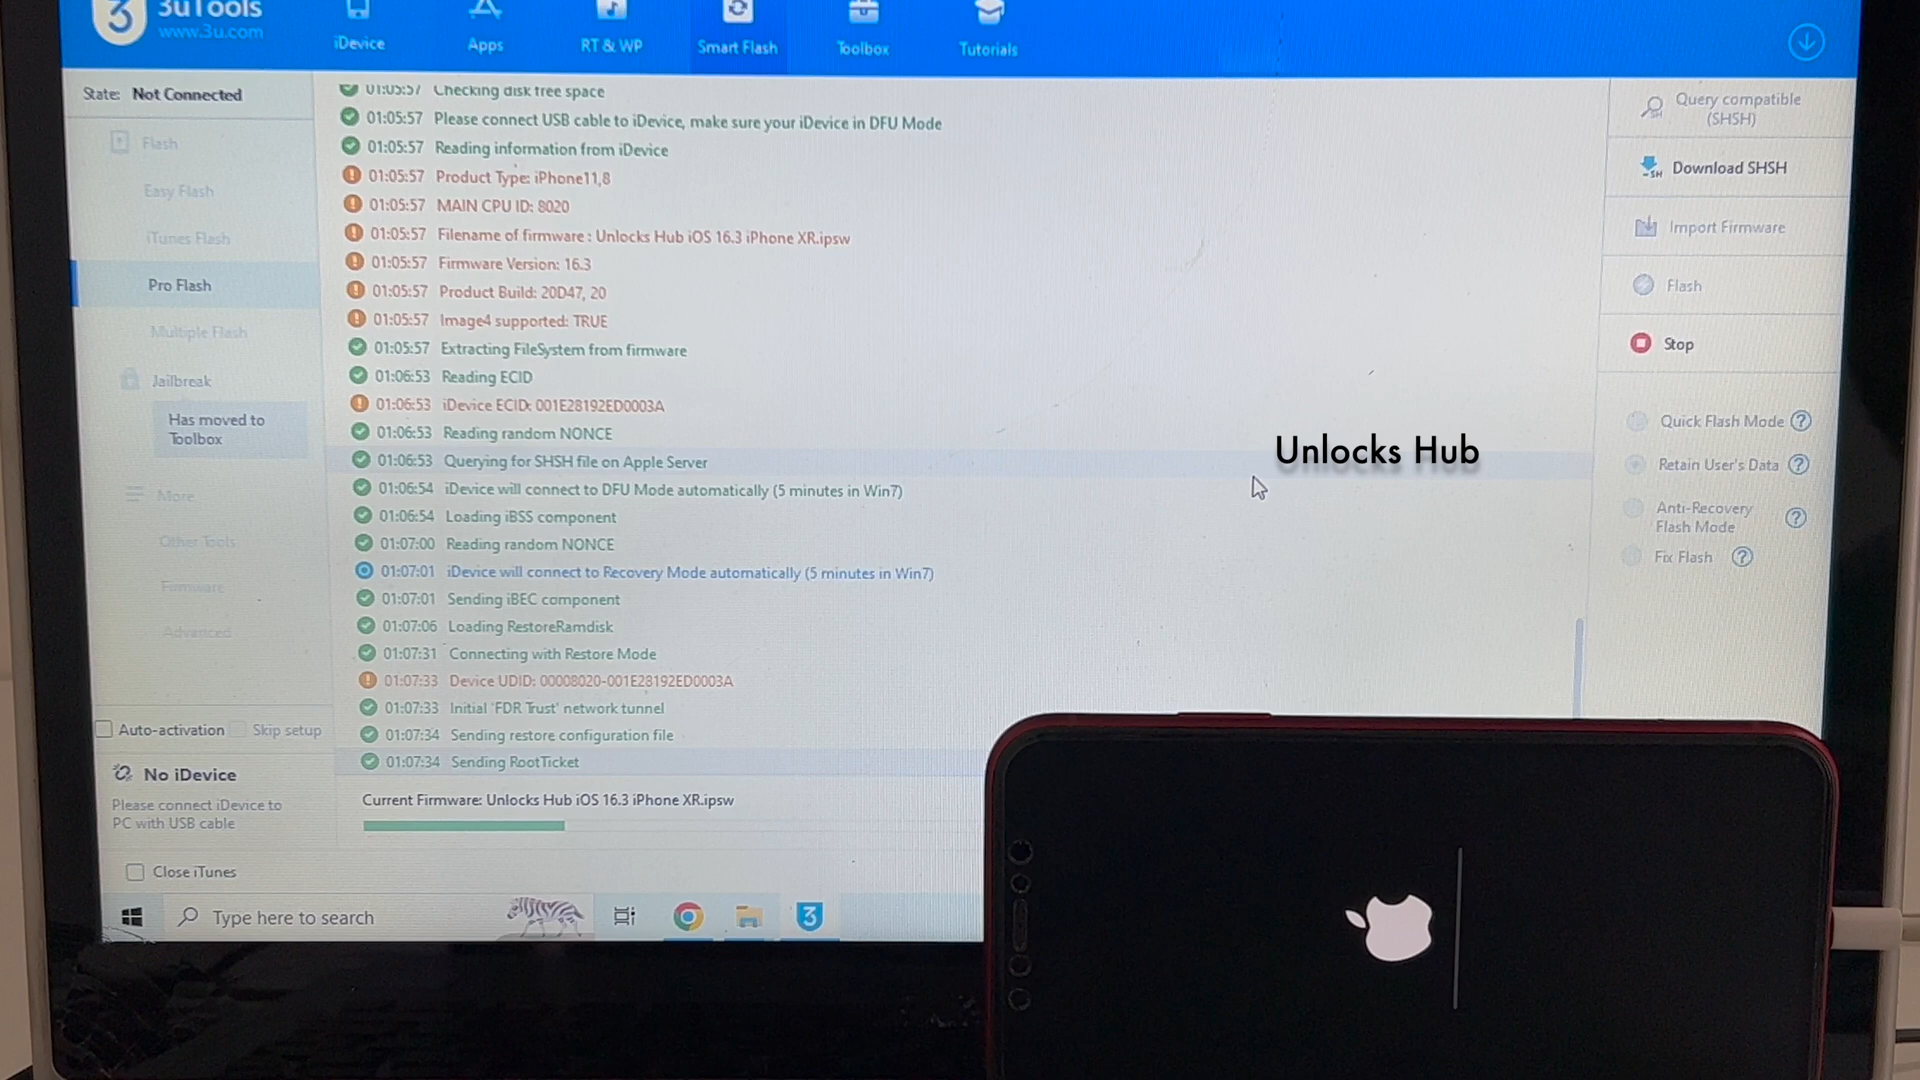 3uTools
www.3u.com
iDevice
Apps
RT & WP
Smart Flash
Toolbox
Tutorials
State: Not Connected
Flash
Easy Flash
iTunes Flash
Pro Flash
Multiple Flash
Jailbreak
Has moved to
Toolbox
More
Other Tools
Firmware
Advanced
Auto-activation
Skip setup
No iDevice
Please connect iDevice to
PC with USB cable
Close iTunes
01:05:57 Checking disk free space
01:05:57 Please connect USB cable to iDevice, make sure your iDevice in DFU Mode
01:05:57 Reading information from iDevice
01:05:57 Product Type: iPhone11,8
01:05:57 MAIN CPU ID: 8020
01:05:57 Filename of firmware : Unlocks Hub iOS 16.3 iPhone XR.ipsw
01:05:57 Firmware Version: 16.3
01:05:57 Product Build: 20D47, 20
01:05:57 Image4 supported: TRUE
01:05:57 Extracting FileSystem from firmware
01:06:53 Reading ECID
01:06:53 iDevice ECID: 001E28192ED0003A
01:06:53 Reading random NONCE
01:06:53 Querying for SHSH file on Apple Server
01:06:54 iDevice will connect to DFU Mode automatically (5 minutes in Win7)
01:06:54 Loading iBSS component
01:07:00 Reading random NONCE
01:07:01 iDevice will connect to Recovery Mode automatically (5 minutes in Win7)
01:07:01 Sending iBEC component
01:07:06 Loading RestoreRamdisk
01:07:31 Connecting with Restore Mode
01:07:33 Device UDID: 00008020-001E28192ED0003A
01:07:33 Initial 'FDR Trust' network tunnel
01:07:34 Sending restore configuration file
01:07:34 Sending RootTicket
Current Firmware: Unlocks Hub iOS 16.3 iPhone XR.ipsw
Query compatible
(SHSH)
Download SHSH
Import Firmware
Flash
Stop
Quick Flash Mode
Retain User's Data
Anti-Recovery
Flash Mode
Fix Flash
Unlocks Hub
Type here to search